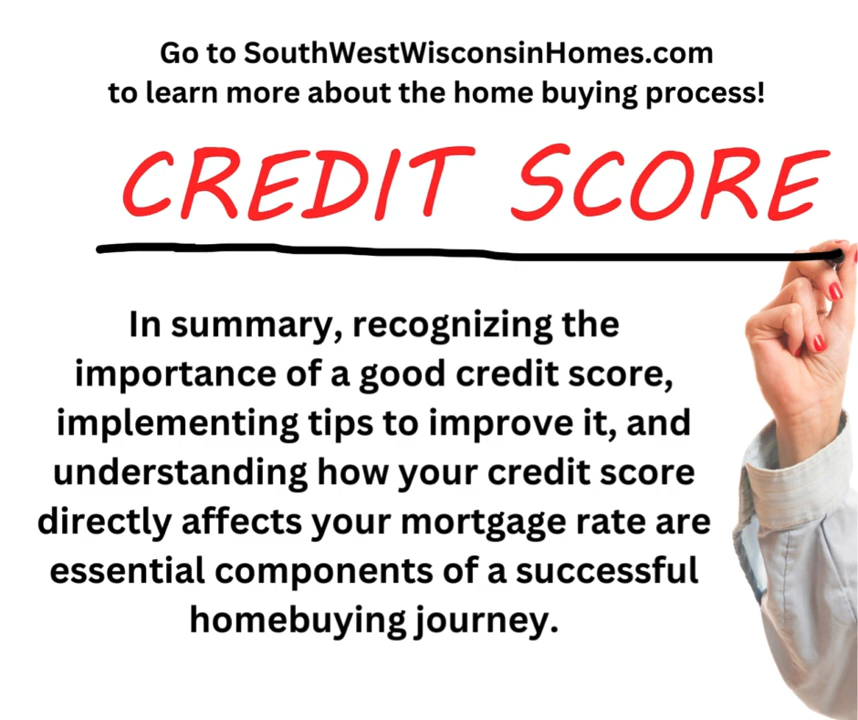 Go to SouthWestWisconsinHomes.com
to learn more about the home buying process!
CREDIT SCORE
In summary, recognizing the
importance of a good credit score,
implementing tips to improve it, and
understanding how your credit score
directly affects your mortgage rate are
essential components of a successful
homebuying journey.